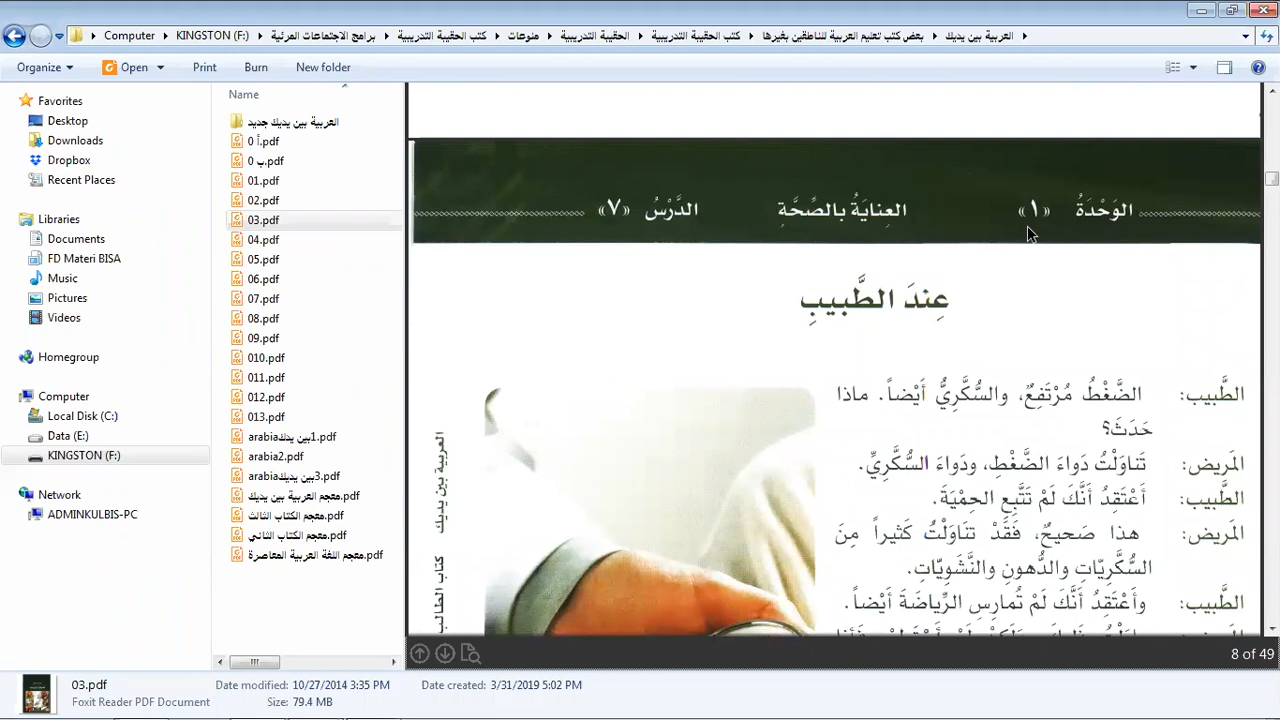 Computer ▸ KINGSTON (F:) ▸ برامج الاجتماعات المرئية ▸ كتب الحقيبة التدريبية ▸ منوعات ▸ الحقيبة التدريبية ▸ كتب الحقيبة التدريبية ▸ بعض كتب تعليم العربية للناطقين بغيرها ▸ العربية بين يديك
Organize Open Print Burn New folder
Favorites
Desktop
Downloads
Dropbox
Recent Places
Libraries
Documents
FD Materi BISA
Music
Pictures
Videos
Homegroup
Computer
Local Disk (C:)
Data (E:)
KINGSTON (F:)
Network
ADMINKULBIS-PC
Name
العربية بين يديك جديد
0 أ.pdf
0 ب.pdf
01.pdf
02.pdf
03.pdf
04.pdf
05.pdf
06.pdf
07.pdf
08.pdf
09.pdf
010.pdf
011.pdf
012.pdf
013.pdf
arabiaبين يدك1.pdf
arabia2.pdf
arabiaبين يديك3.pdf
معجم العربية بين يديك.pdf
معجم الكتاب الثالث.pdf
معجم الكتاب الثاني.pdf
معجم اللغة العربية المعاصرة.pdf
الوَحْدَةُ «١» العِنايَةُ بالصِّحَّةِ الدَّرْسُ «٧»
عِندَ الطَّبيبِ
الطَّبيب: الضَّغْطُ مُرْتَفِعٌ، والسُّكَّرِيُّ أَيْضاً. ماذا
حَدَثَ؟
المَريض: تَناوَلْتُ دَواءَ الضَّغْطِ، ودَواءَ السُّكَّرِيِّ.
الطَّبيب: أَعْتَقِدُ أَنَّكَ لَمْ تَتَّبِعِ الحِمْيَةَ.
المَريض: هذا صَحيحٌ، فَقَدْ تَناوَلْتُ كَثيراً مِنَ
السُّكَّرِيّاتِ والدُّهونِ والنَّشَوِيّاتِ.
الطَّبيب: وأَعْتَقِدُ أَنَّكَ لَمْ تُمارِسِ الرِّياضَةَ أَيْضاً.
العربية بين يديك كتاب الطالب
8 of 49
03.pdf Date modified: 10/27/2014 3:35 PM Date created: 3/31/2019 5:02 PM
Foxit Reader PDF Document Size: 79.4 MB